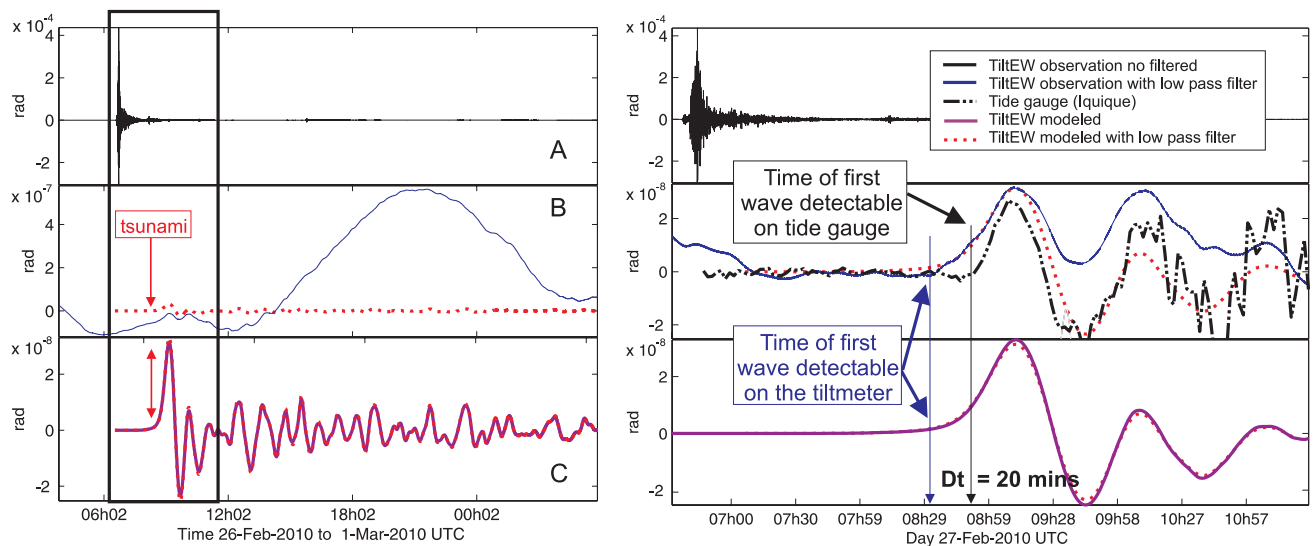 x 10-4
2
0
-2
rad
A
x 10-7
4
2
0
rad
B
tsunami
x 10-8
2
0
-2
rad
C
06h02
12h02
18h02
00h02
Time 26-Feb-2010 to 1-Mar-2010 UTC
x 10-4
2
0
-2
rad
TiltEW observation no filtered
TiltEW observation with low pass filter
Tide gauge (Iquique)
TiltEW modeled
TiltEW modeled with low pass filter
x 10-8
2
0
-2
rad
Time of first
wave detectable
on tide gauge
Time of first
wave detectable
on the tiltmeter
x 10-8
2
0
-2
rad
Dt = 20 mins
07h00
07h30
07h59
08h29
08h59
09h28
09h58
10h27
10h57
Day 27-Feb-2010 UTC